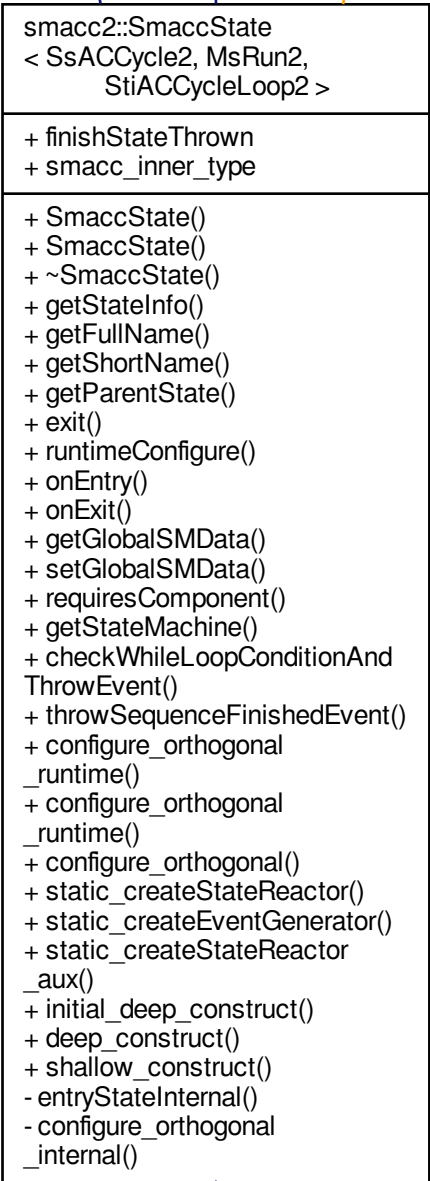 smacc2::SmaccState
< SsACCycle2, MsRun2,
StiACCycleLoop2 >
+ finishStateThrown
+ smacc_inner_type
+ SmaccState()
+ SmaccState()
+ ~SmaccState()
+ getStateInfo()
+ getFullName()
+ getShortName()
+ getParentState()
+ exit()
+ runtimeConfigure()
+ onEntry()
+ onExit()
+ getGlobalSMData()
+ setGlobalSMData()
+ requiresComponent()
+ getStateMachine()
+ checkWhileLoopConditionAnd
ThrowEvent()
+ throwSequenceFinishedEvent()
+ configure_orthogonal
_runtime()
+ configure_orthogonal
_runtime()
+ configure_orthogonal()
+ static_createStateReactor()
+ static_createEventGenerator()
+ static_createStateReactor
_aux()
+ initial_deep_construct()
+ deep_construct()
+ shallow_construct()
- entryStateInternal()
- configure_orthogonal
_internal()